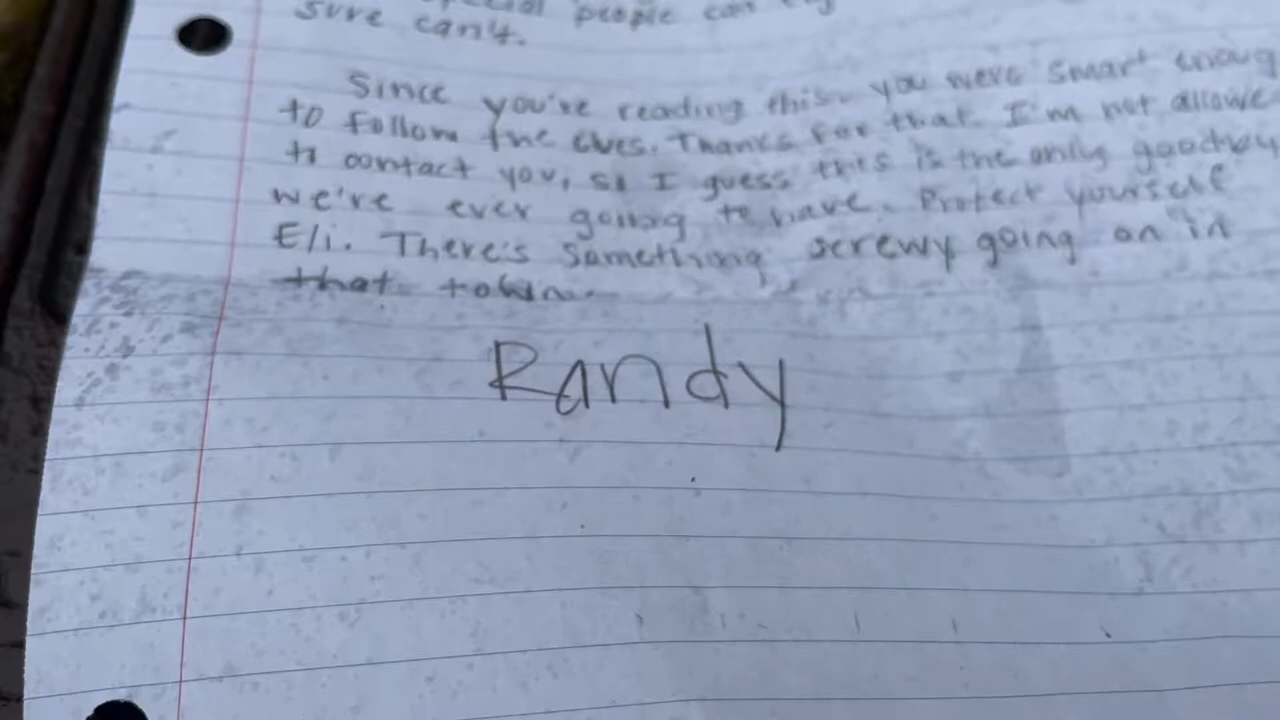 people can
sure can't.
Since you're reading this you were smart enoug
to follow the clues. Thanks for that. I'm not allowe
to contact you, so I guess this is the only goodby
we're ever going to have. Protect yourself
Eli. There's something screwy going on in
that town.
Randy